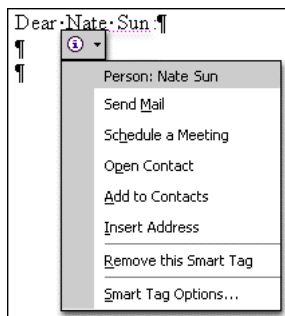 Dear·Nate·Sun·¶
¶
¶
Person: Nate Sun
Send Mail
Schedule a Meeting
Open Contact
Add to Contacts
Insert Address
Remove this Smart Tag
Smart Tag Options...